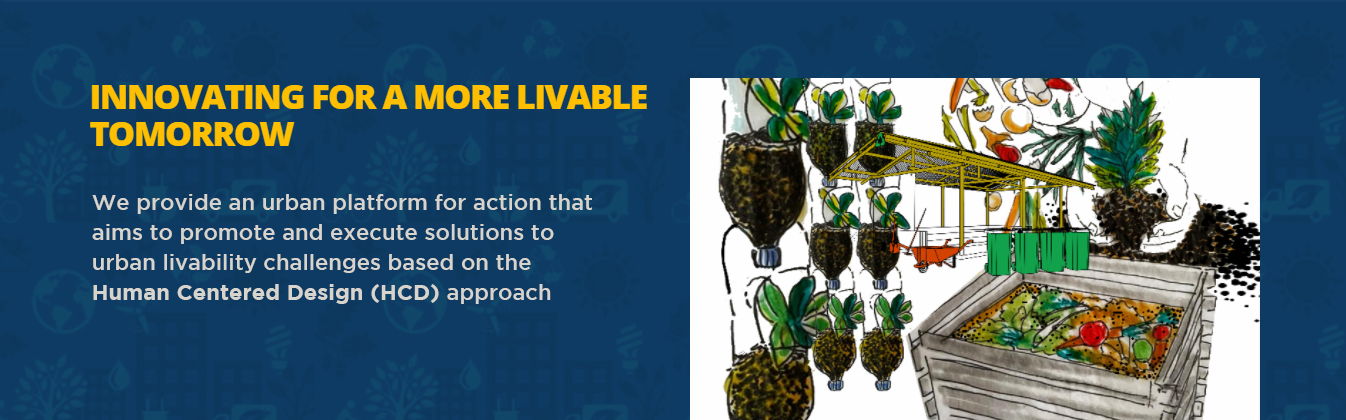 INNOVATING FOR A MORE LIVABLE
TOMORROW
We provide an urban platform for action that
aims to promote and execute solutions to
urban livability challenges based on the
Human Centered Design (HCD) approach